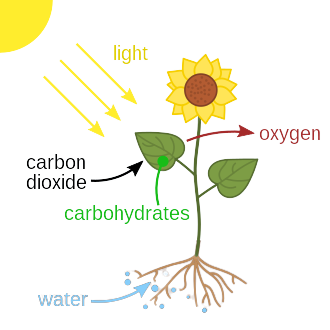 light
oxygen
carbon
dioxide
carbohydrates
water